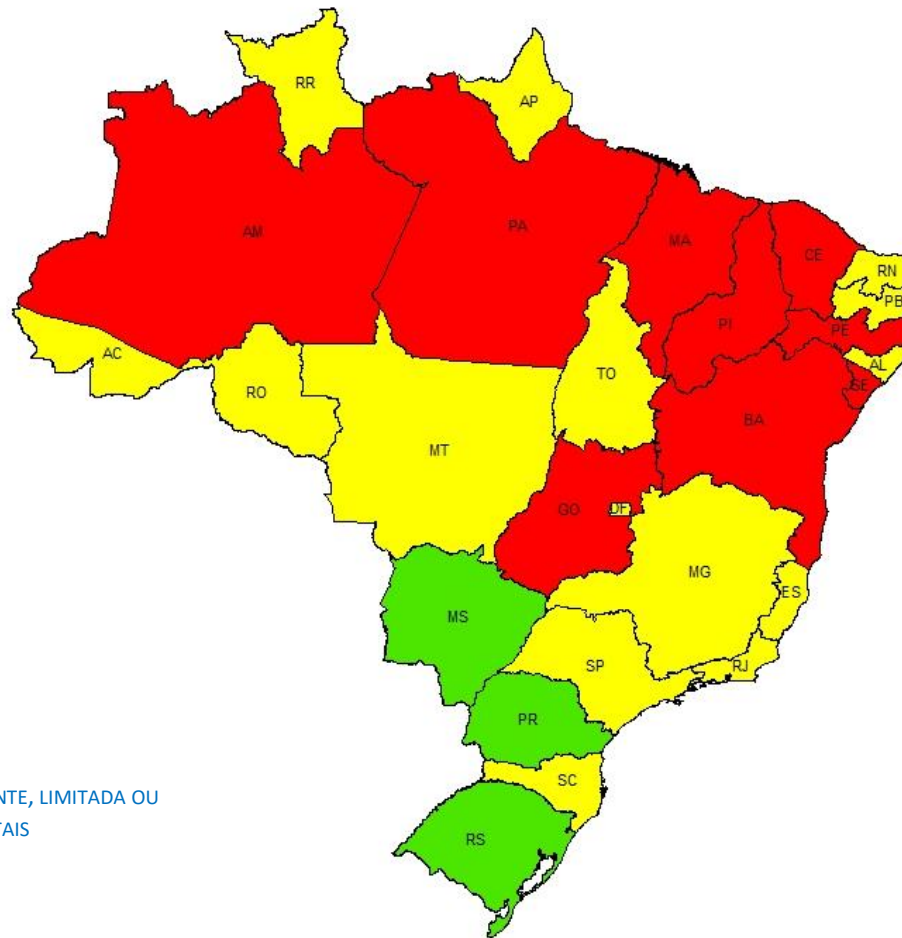 RR
AP
AM
PA
MA
CE
RN
PB
PI
PE
AC
TO
AL
SE
RO
BA
MT
GO
DF
MG
ES
MS
SP
RJ
PR
SC
NTE, LIMITADA OU
TAIS
RS